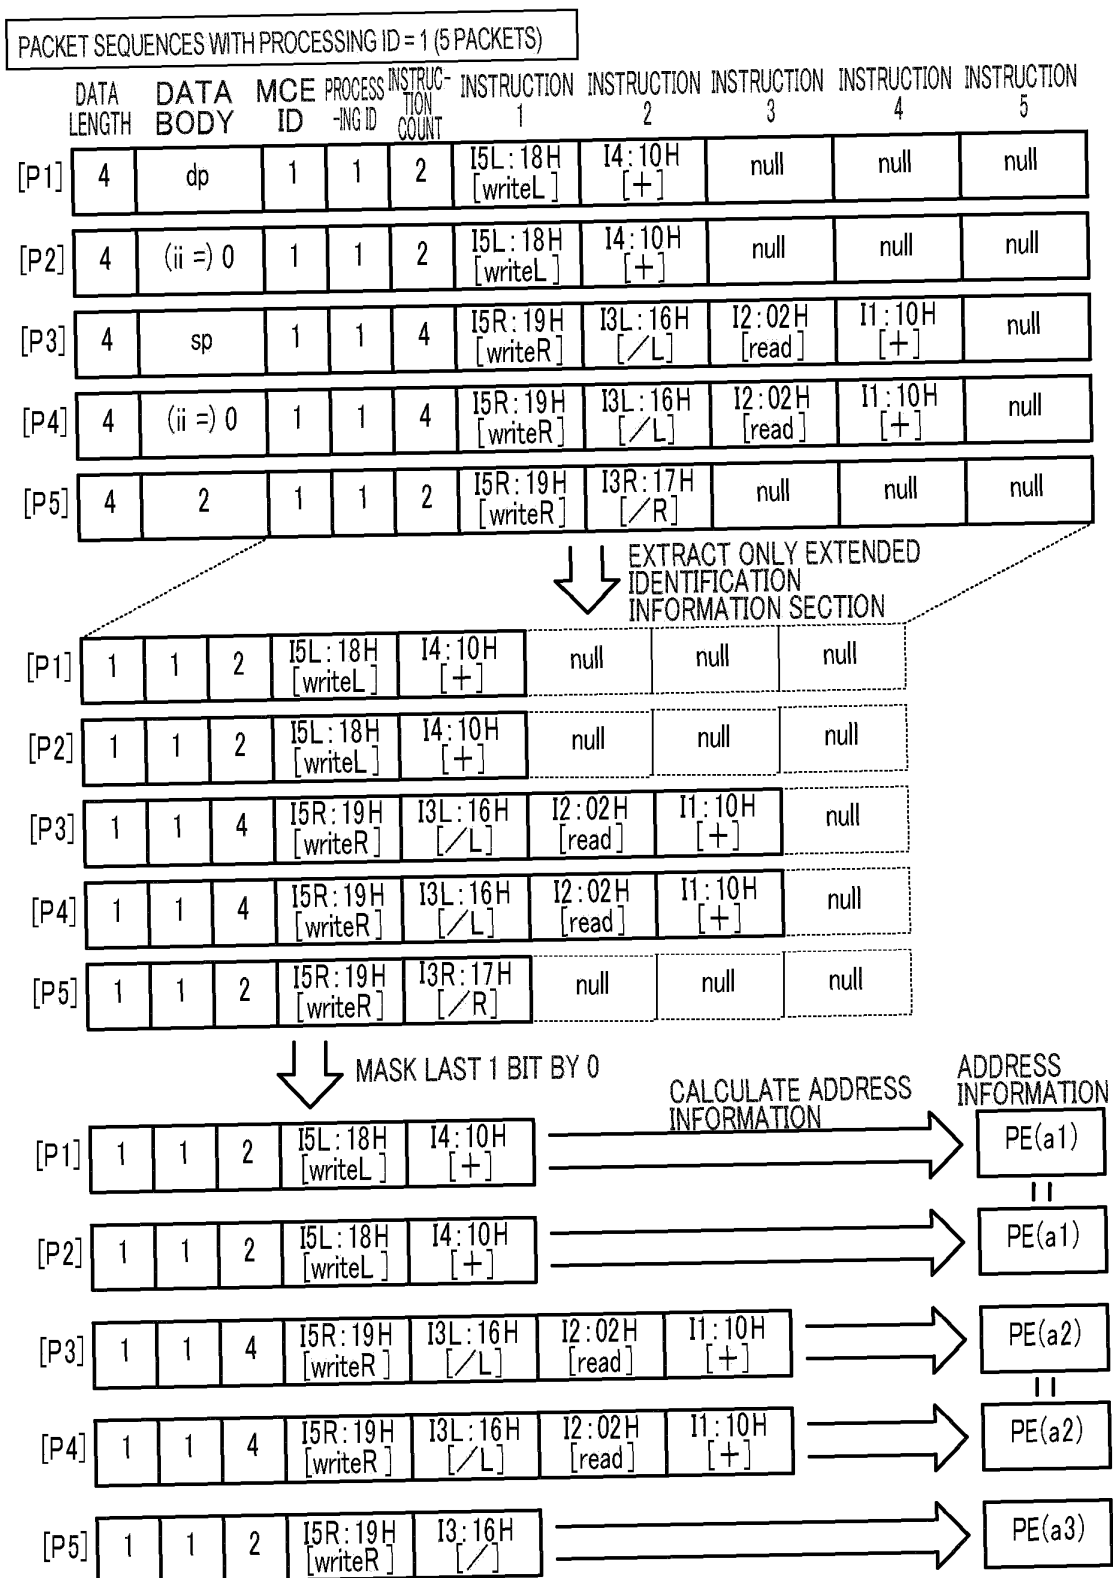 PACKET SEQUENCES WITH PROCESSING ID = 1 (5 PACKETS)
DATA LENGTH DATA BODY MCE ID PROCESS-ING ID INSTRUC-TION COUNT INSTRUCTION 1 INSTRUCTION 2 INSTRUCTION 3 INSTRUCTION 4 INSTRUCTION 5
[P1] 4 dp 1 1 2 I5L:18H [writeL] I4:10H [+] null null null
[P2] 4 (ii =) 0 1 1 2 I5L:18H [writeL] I4:10H [+] null null null
[P3] 4 sp 1 1 4 I5R:19H [writeR] I3L:16H [/L] I2:02H [read] I1:10H [+] null
[P4] 4 (ii =) 0 1 1 4 I5R:19H [writeR] I3L:16H [/L] I2:02H [read] I1:10H [+] null
[P5] 4 2 1 1 2 I5R:19H [writeR] I3R:17H [/R] null null null
EXTRACT ONLY EXTENDED
IDENTIFICATION
INFORMATION SECTION
[P1] 1 1 2 I5L:18H [writeL] I4:10H [+] null null null
[P2] 1 1 2 I5L:18H [writeL] I4:10H [+] null null null
[P3] 1 1 4 I5R:19H [writeR] I3L:16H [/L] I2:02H [read] I1:10H [+] null
[P4] 1 1 4 I5R:19H [writeR] I3L:16H [/L] I2:02H [read] I1:10H [+] null
[P5] 1 1 2 I5R:19H [writeR] I3R:17H [/R] null null null
MASK LAST 1 BIT BY 0
CALCULATE ADDRESS
INFORMATION
ADDRESS
INFORMATION
[P1] 1 1 2 I5L:18H [writeL] I4:10H [+] PE(a1)
[P2] 1 1 2 I5L:18H [writeL] I4:10H [+] PE(a1)
[P3] 1 1 4 I5R:19H [writeR] I3L:16H [/L] I2:02H [read] I1:10H [+] PE(a2)
[P4] 1 1 4 I5R:19H [writeR] I3L:16H [/L] I2:02H [read] I1:10H [+] PE(a2)
[P5] 1 1 2 I5R:19H [writeR] I3:16H [/] PE(a3)